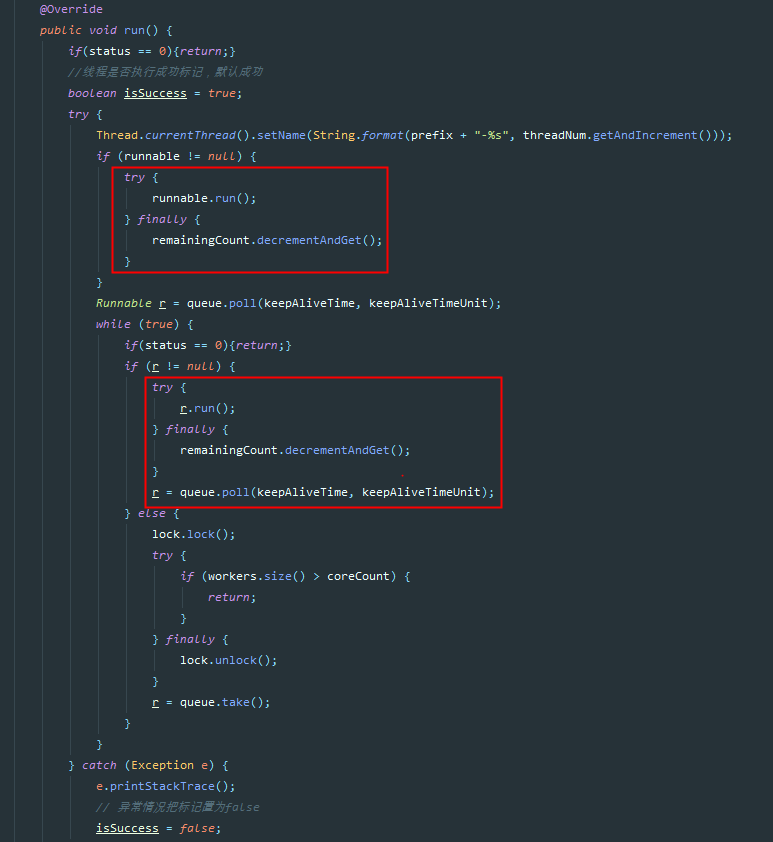 @Override
public void run() {
if(status == 0){return;}
//线程是否执行成功标记，默认成功
boolean isSuccess = true;
try {
Thread.currentThread().setName(String.format(prefix + "-%s", threadNum.getAndIncrement()));
if (runnable != null) {
try {
runnable.run();
} finally {
remainingCount.decrementAndGet();
}
}
Runnable r = queue.poll(keepAliveTime, keepAliveTimeUnit);
while (true) {
if(status == 0){return;}
if (r != null) {
try {
r.run();
} finally {
remainingCount.decrementAndGet();
}
r = queue.poll(keepAliveTime, keepAliveTimeUnit);
} else {
lock.lock();
try {
if (workers.size() > coreCount) {
return;
}
} finally {
lock.unlock();
}
r = queue.take();
}
}
} catch (Exception e) {
e.printStackTrace();
// 异常情况把标记置为false
isSuccess = false;